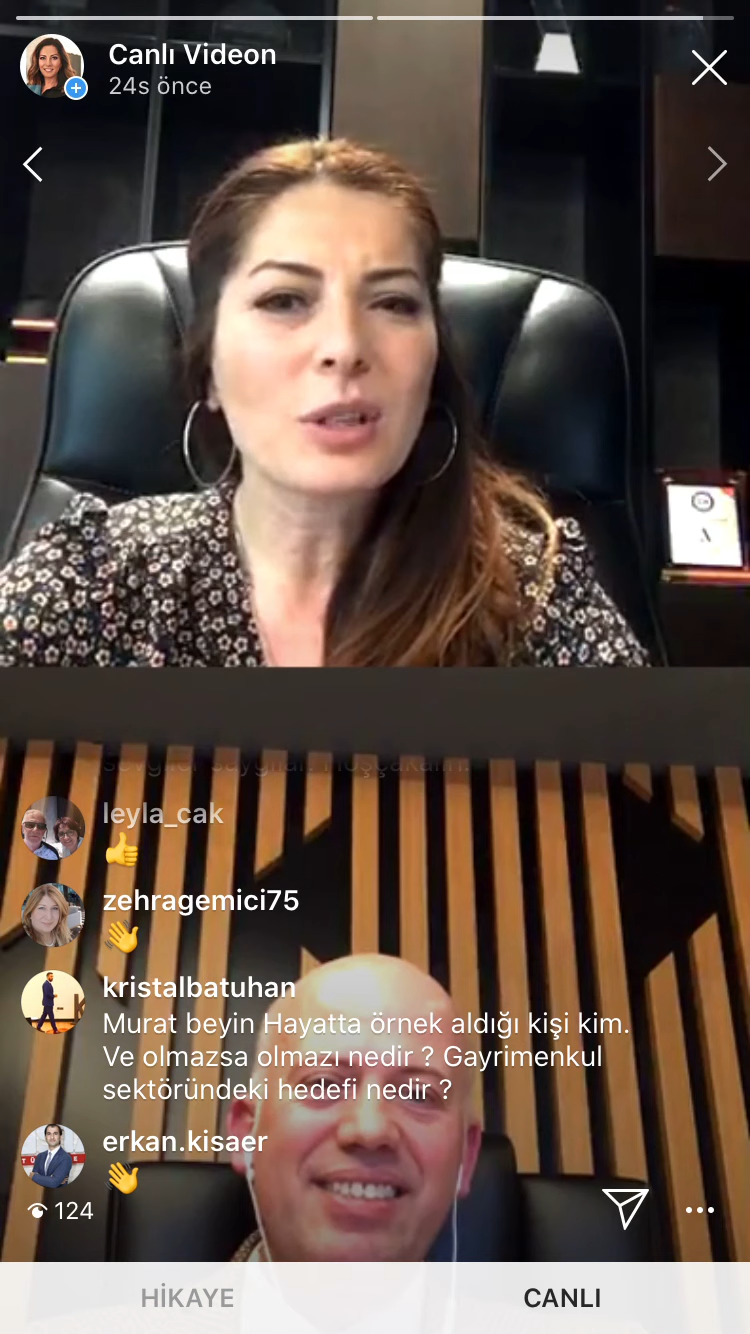 Canlı Videon
24s önce
leyla_cak
👍
zehragemici75
👋
kristalbatuhan
Murat beyin Hayatta örnek aldığı kişi kim.
Ve olmazsa olmazı nedir ? Gayrimenkul
sektöründeki hedefi nedir ?
erkan.kisaer
👋
124
HİKAYE
CANLI